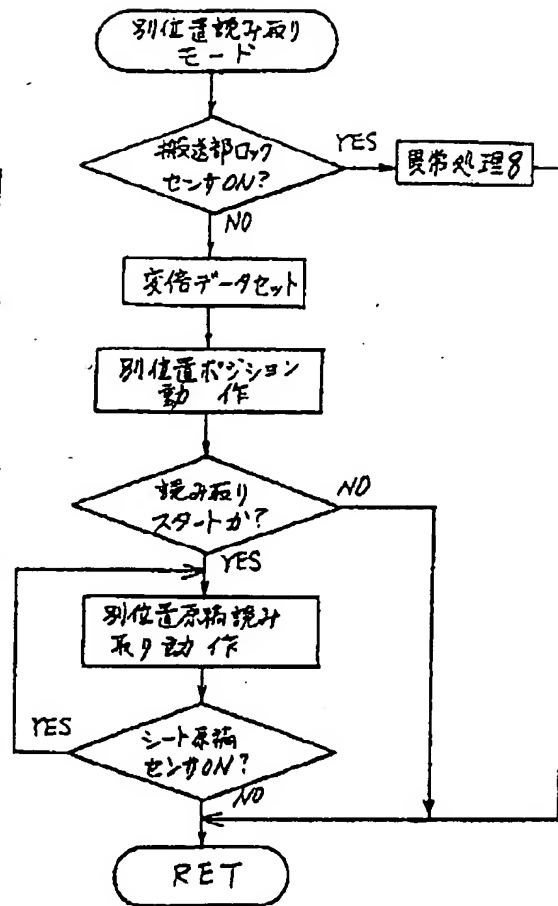 別位置読み取り
モード
搬送部ロック
センサON?
YES
異常処理8
NO
変倍データセット
別位置ポジション
動作
読み取り
スタートか?
NO
YES
別位置原稿読み
取り動作
YES
シート原稿
センサON?
NO
RET